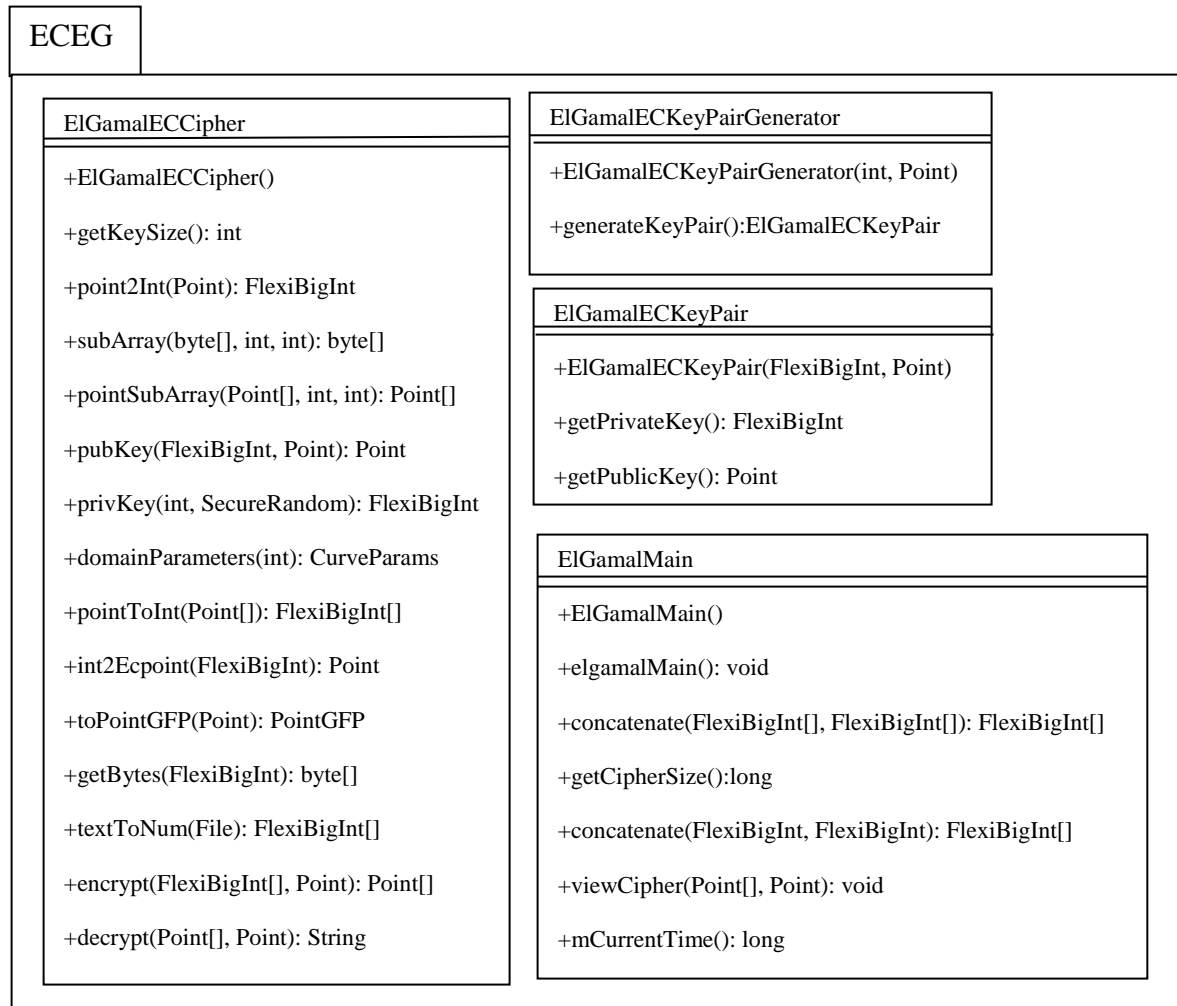 ECEG
ElGamalECCipher
+ElGamalECCipher()
+getKeySize(): int
+point2Int(Point): FlexiBigInt
+subArray(byte[], int, int): byte[]
+pointSubArray(Point[], int, int): Point[]
+pubKey(FlexiBigInt, Point): Point
+privKey(int, SecureRandom): FlexiBigInt
+domainParameters(int): CurveParams
+pointToInt(Point[]): FlexiBigInt[]
+int2Ecpoint(FlexiBigInt): Point
+toPointGFP(Point): PointGFP
+getBytes(FlexiBigInt): byte[]
+textToNum(File): FlexiBigInt[]
+encrypt(FlexiBigInt[], Point): Point[]
+decrypt(Point[], Point): String
ElGamalECKeyPairGenerator
+ElGamalECKeyPairGenerator(int, Point)
+generateKeyPair():ElGamalECKeyPair
ElGamalECKeyPair
+ElGamalECKeyPair(FlexiBigInt, Point)
+getPrivateKey(): FlexiBigInt
+getPublicKey(): Point
ElGamalMain
+ElGamalMain()
+elgamalMain(): void
+concatenate(FlexiBigInt[], FlexiBigInt[]): FlexiBigInt[]
+getCipherSize():long
+concatenate(FlexiBigInt, FlexiBigInt): FlexiBigInt[]
+viewCipher(Point[], Point): void
+mCurrentTime(): long